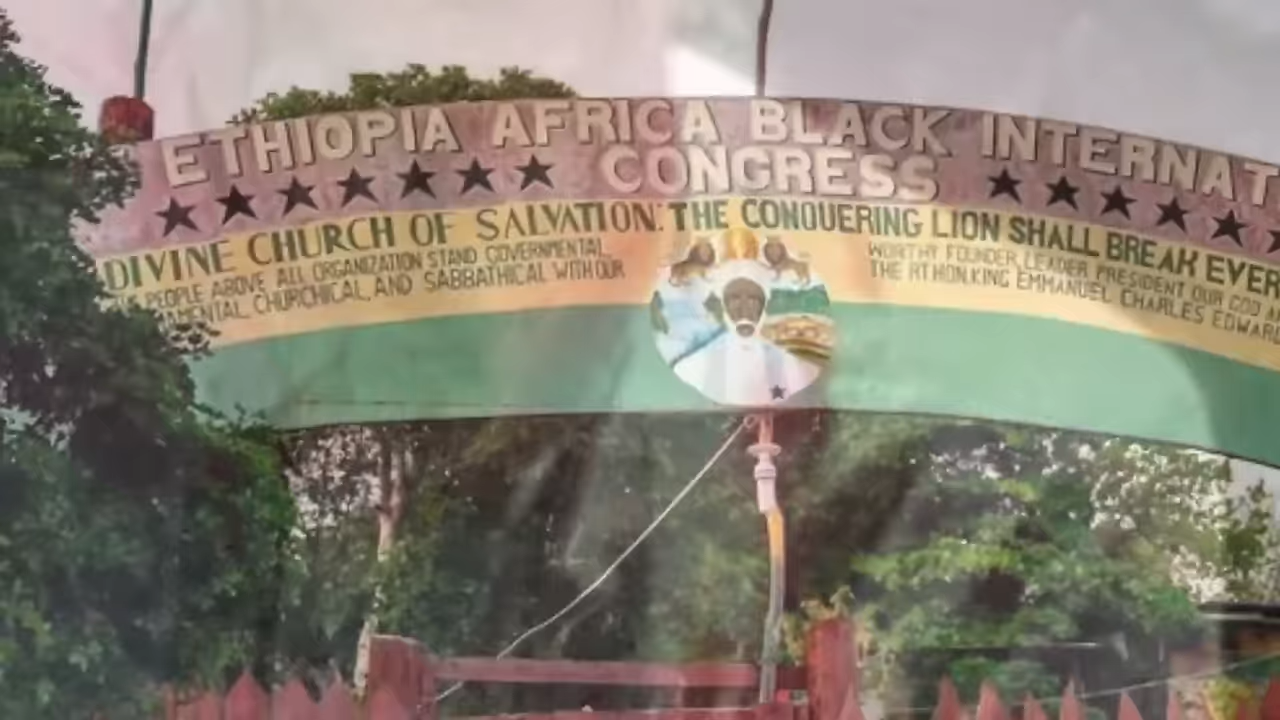 ETHIOPIA AFRICA BLACK INTERNAT
CONGRESS
DIVINE CHURCH OF SALVATION: THE CONQUERING LION SHALL BREAK EVER
PEOPLE ABOVE ALL ORGANIZATION STAND GOVERNMENTAL,
AMENTAL, CHURCHICAL, AND SABBATHICAL WITH OUR
WORTHY FOUNDER, LEADER PRESIDENT OUR GOD
THE RT HON. KING EMMANUEL CHARLES EDWARD